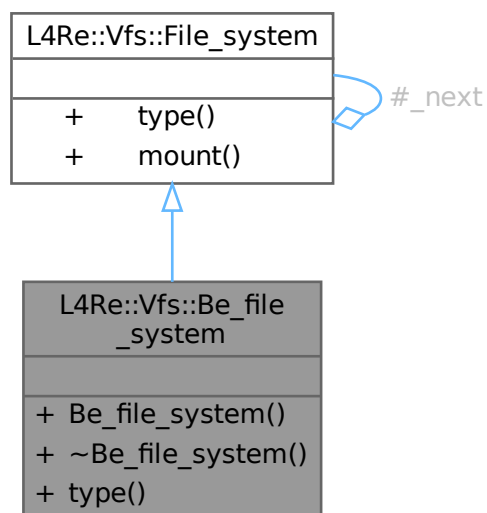 L4Re::Vfs::File_system
+ type()
+ mount()
#_next
L4Re::Vfs::Be_file
_system
+ Be_file_system()
+ ~Be_file_system()
+ type()